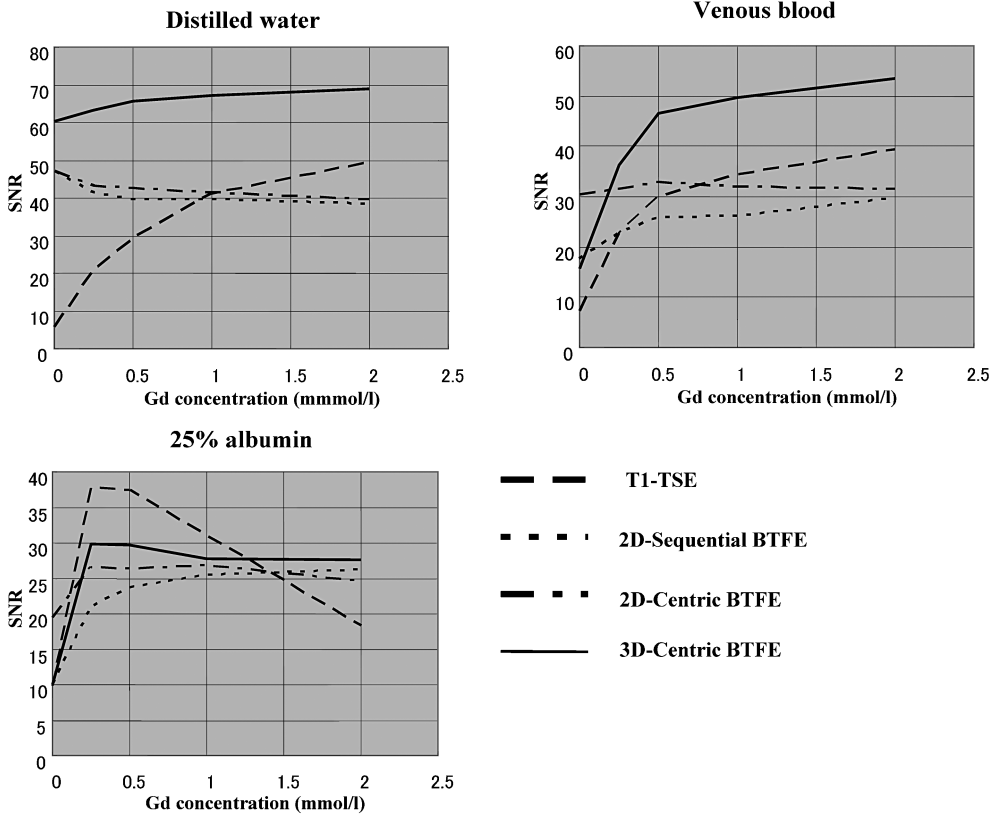 Distilled water
80
70
60
50
40
30
20
10
0
SNR
0 0.5 1 1.5 2 2.5
Gd concentration (mmmol/l)
Venous blood
60
50
40
30
20
10
0
SNR
0 0.5 1 1.5 2 2.5
Gd concentration (mmol/l)
25% albumin
40
35
30
25
20
15
10
5
0
SNR
0 0.5 1 1.5 2 2.5
Gd concentration (mmol/l)
T1-TSE
2D-Sequential BTFE
2D-Centric BTFE
3D-Centric BTFE